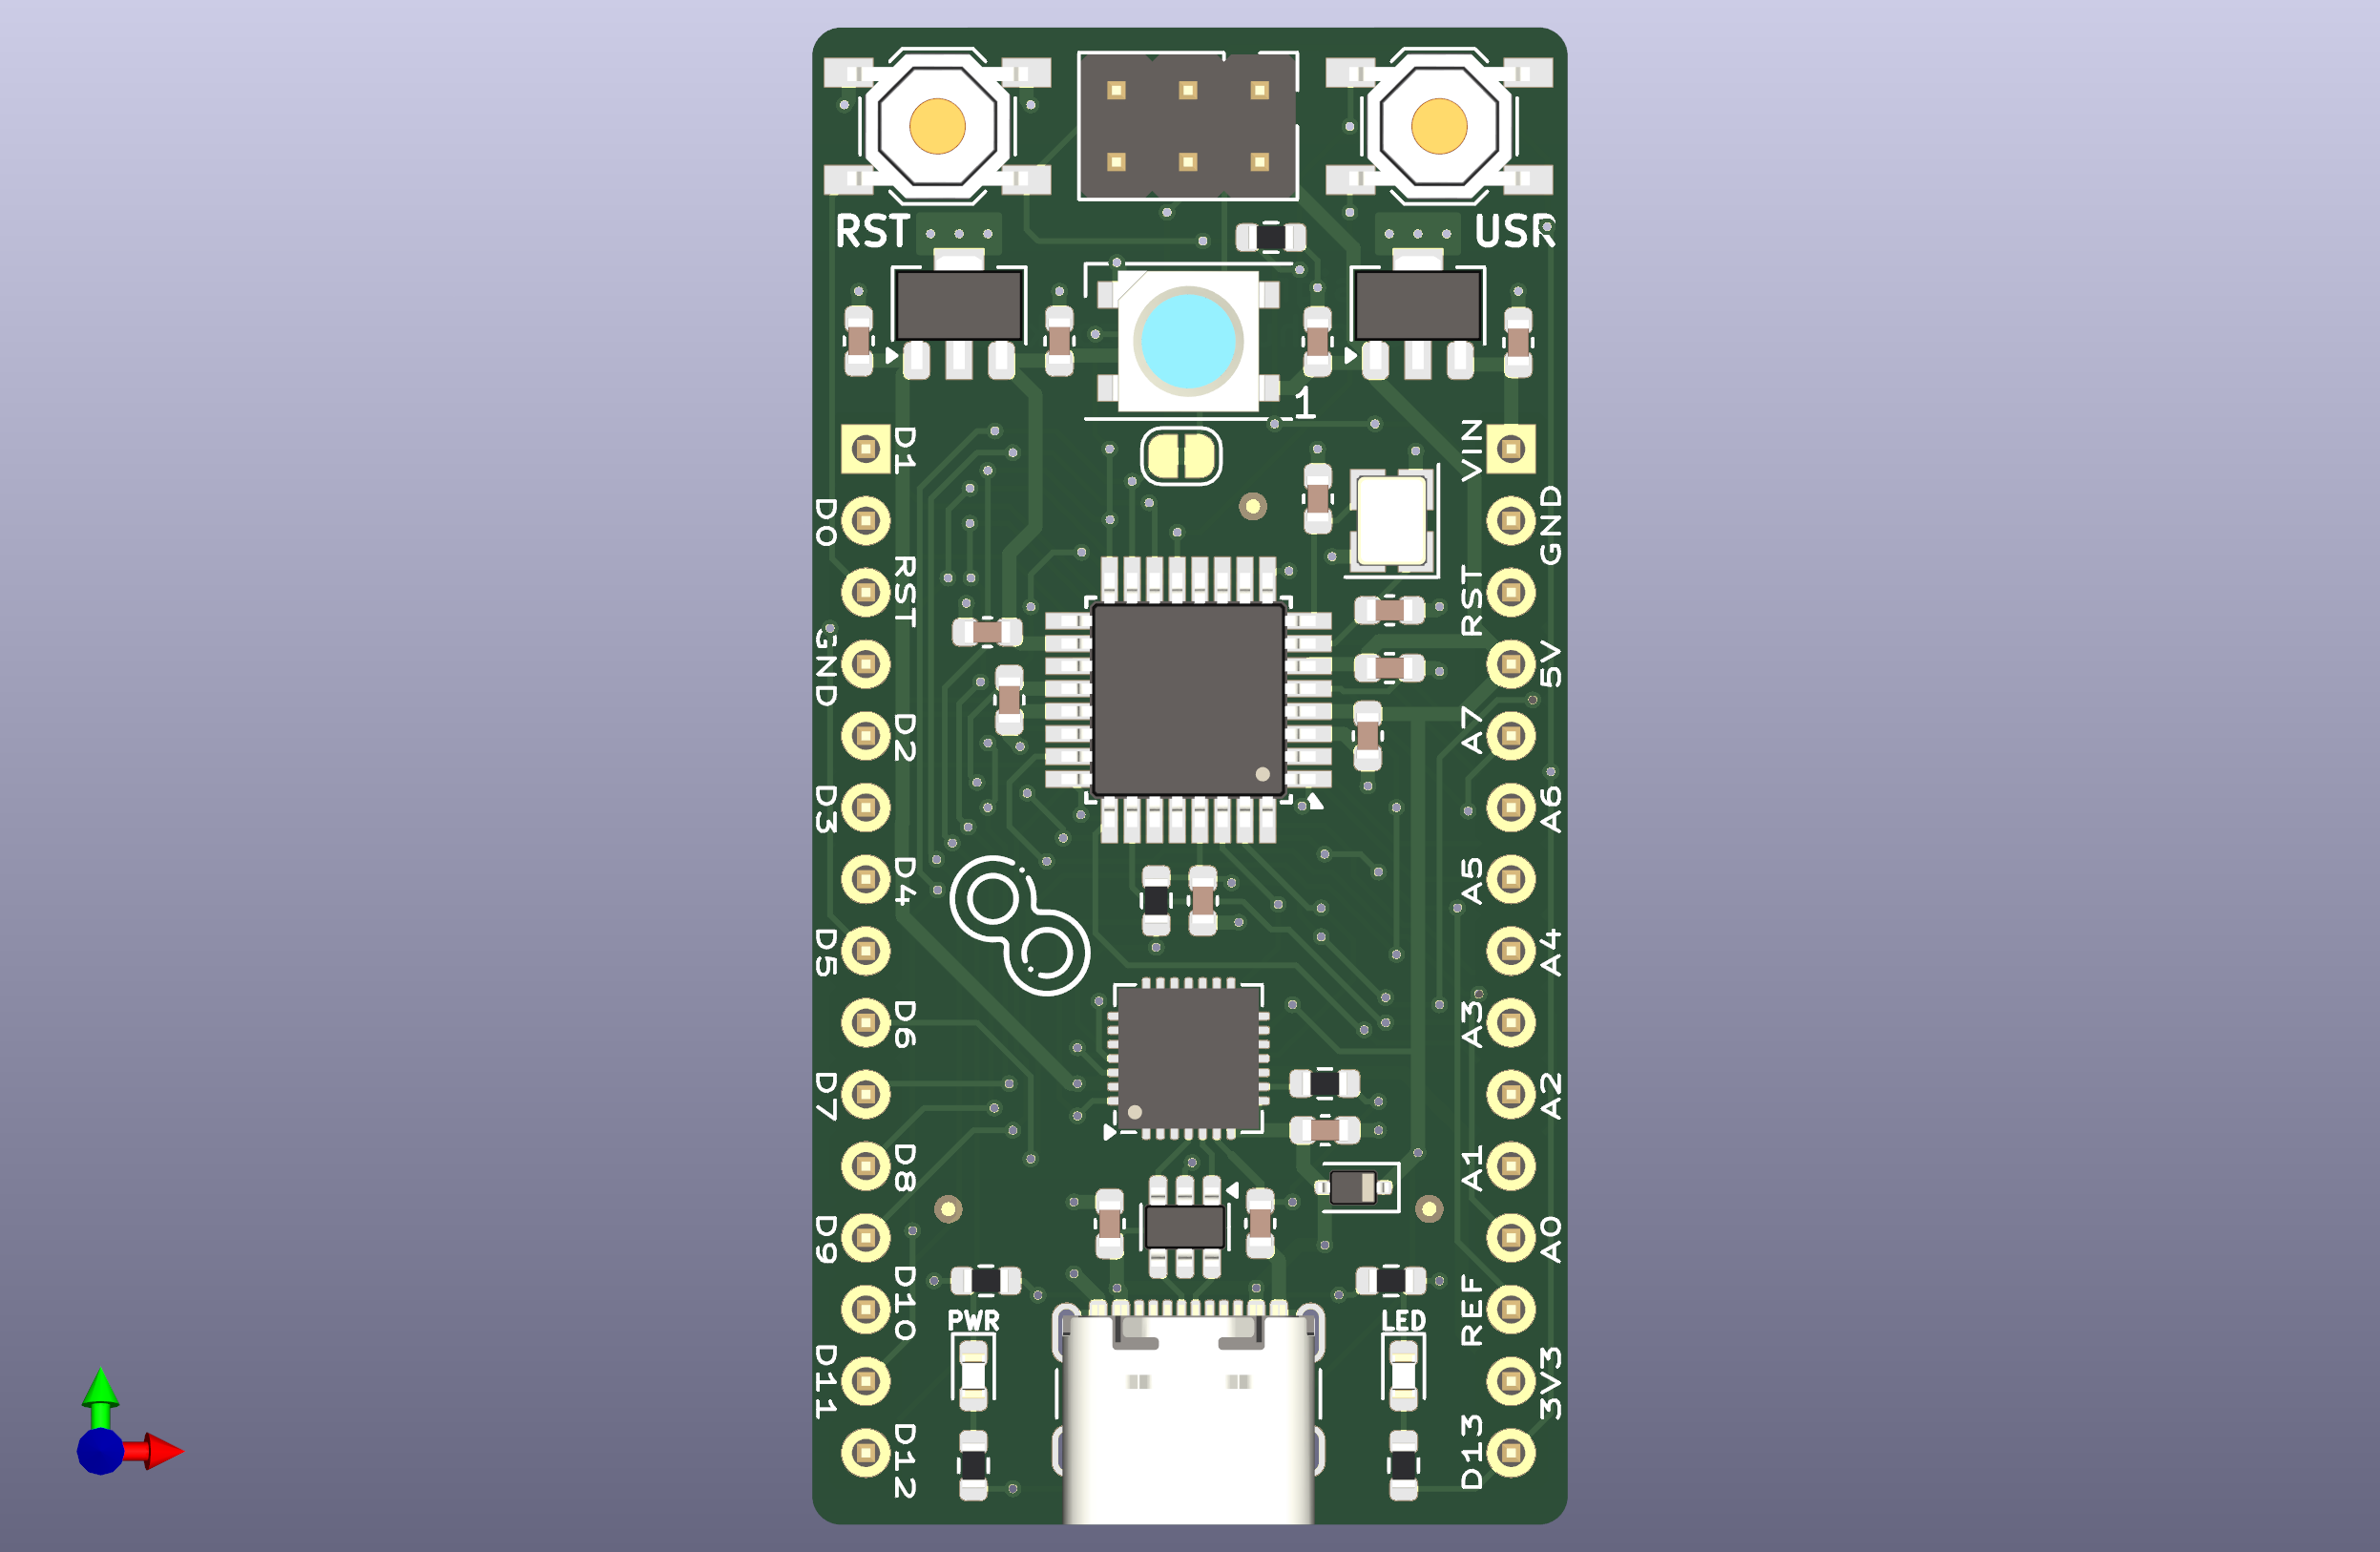 RST
USR
1
D1
D0
RST
GND
D2
D3
D4
D5
D6
D7
D8
D9
D10
D11
D12
VIN
GND
RST
5V
A7
A6
A5
A4
A3
A2
A1
A0
REF
3V3
D13
PWR
LED